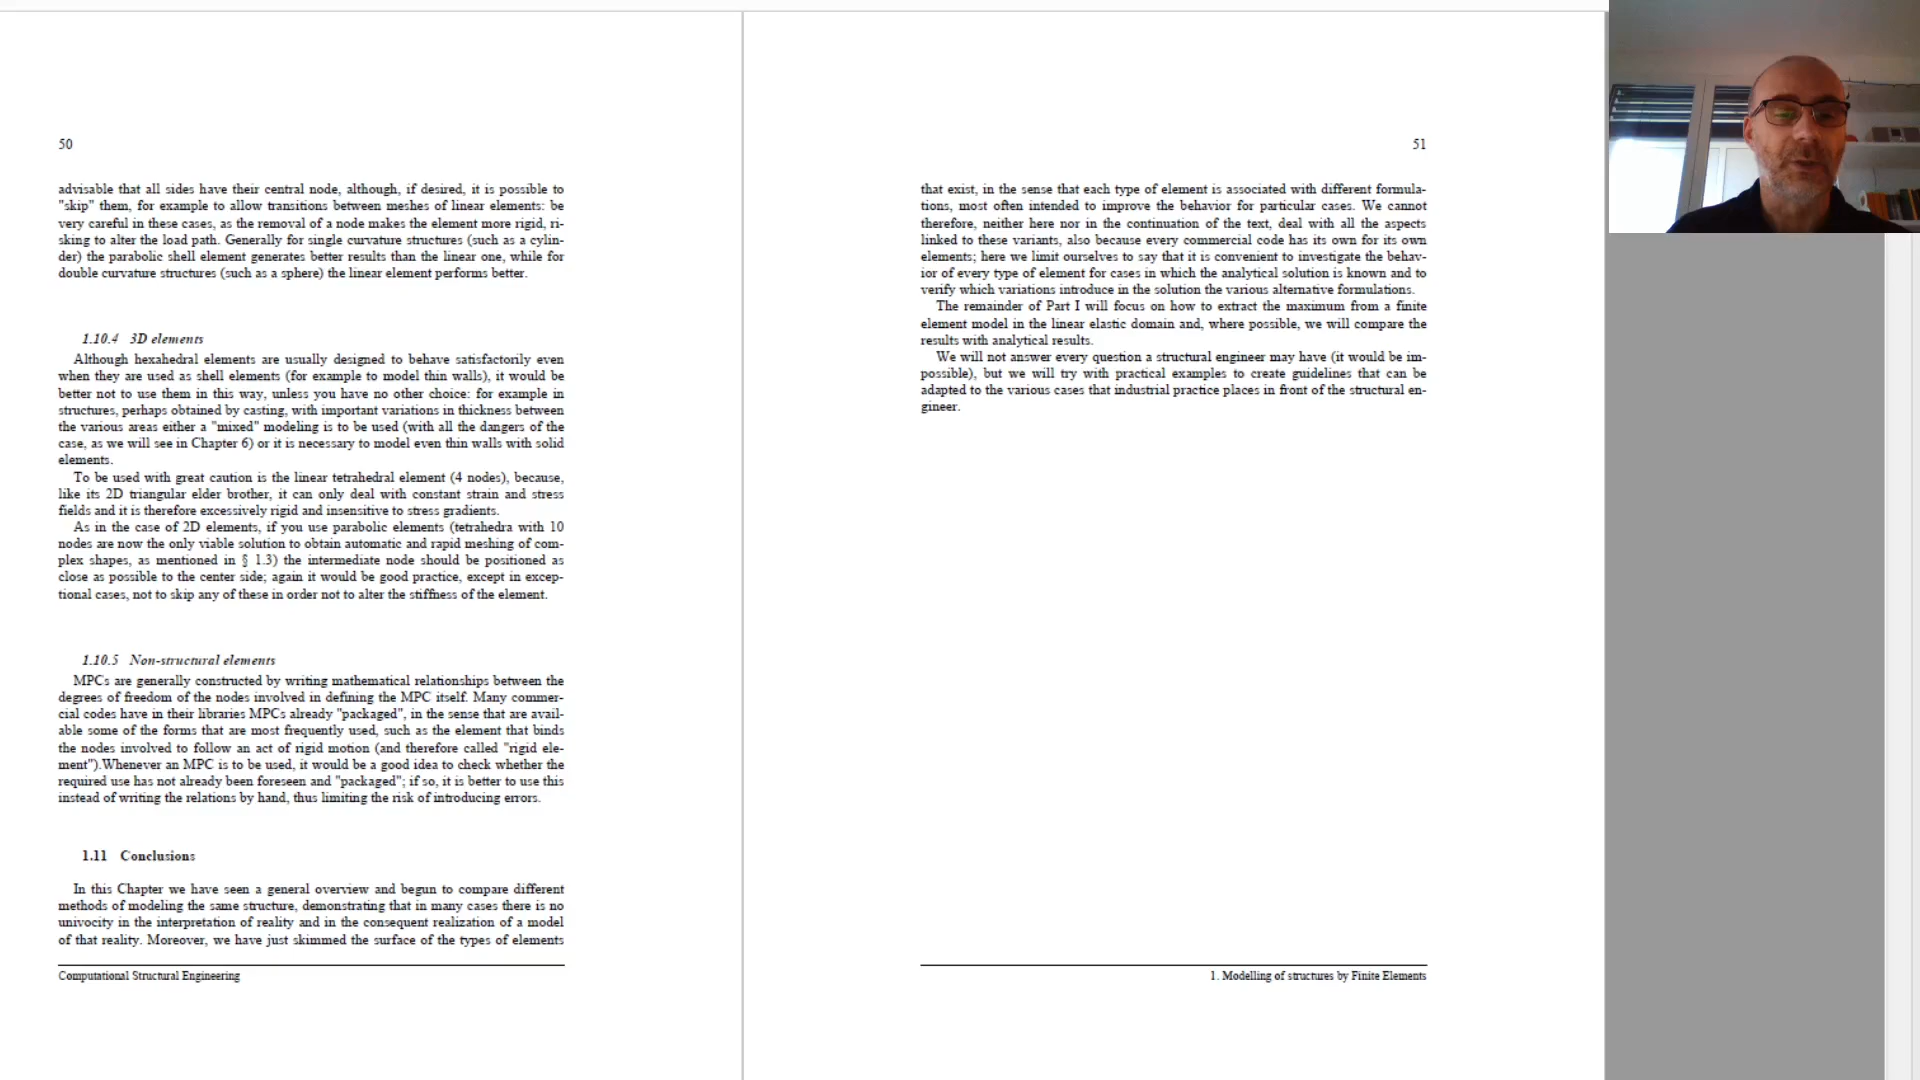 50
advisable that all sides have their central node, although, if desired, it is possible to
"skip" them, for example to allow transitions between meshes of linear elements: be
very careful in these cases, as the removal of a node makes the element more rigid, ri-
sking to alter the load path. Generally for single curvature structures (such as a cylin-
der) the parabolic shell element generates better results than the linear one, while for
double curvature structures (such as a sphere) the linear element performs better.
1.10.4 3D elements
Although hexahedral elements are usually designed to behave satisfactorily even
when they are used as shell elements (for example to model thin walls), it would be
better not to use them in this way, unless you have no other choice: for example in
structures, perhaps obtained by casting, with important variations in thickness between
the various areas either a "mixed" modeling is to be used (with all the dangers of the
case, as we will see in Chapter 6) or it is necessary to model even thin walls with solid
elements.
To be used with great caution is the linear tetrahedral element (4 nodes), because,
like its 2D triangular elder brother, it can only deal with constant strain and stress
fields and it is therefore excessively rigid and insensitive to stress gradients.
As in the case of 2D elements, if you use parabolic elements (tetrahedra with 10
nodes are now the only viable solution to obtain automatic and rapid meshing of com-
plex shapes, as mentioned in § 1.3) the intermediate node should be positioned as
close as possible to the center side; again it would be good practice, except in excep-
tional cases, not to skip any of these in order not to alter the stiffness of the element.
1.10.5 Non-structural elements
MPCs are generally constructed by writing mathematical relationships between the
degrees of freedom of the nodes involved in defining the MPC itself. Many commer-
cial codes have in their libraries MPCs already "packaged", in the sense that are avail-
able some of the forms that are most frequently used, such as the element that binds
the nodes involved to follow an act of rigid motion (and therefore called "rigid ele-
ment").Whenever an MPC is to be used, it would be a good idea to check whether the
required use has not already been foreseen and "packaged"; if so, it is better to use this
instead of writing the relations by hand, thus limiting the risk of introducing errors.
1.11 Conclusions
In this Chapter we have seen a general overview and begun to compare different
methods of modeling the same structure, demonstrating that in many cases there is no
univocity in the interpretation of reality and in the consequent realization of a model
of that reality. Moreover, we have just skimmed the surface of the types of elements
Computational Structural Engineering
51
that exist, in the sense that each type of element is associated with different formula-
tions, most often intended to improve the behavior for particular cases. We cannot
therefore, neither here nor in the continuation of the text, deal with all the aspects
linked to these variants, also because every commercial code has its own for its own
elements; here we limit ourselves to say that it is convenient to investigate the behav-
ior of every type of element for cases in which the analytical solution is known and to
verify which variations introduce in the solution the various alternative formulations.
The remainder of Part I will focus on how to extract the maximum from a finite
element model in the linear elastic domain and, where possible, we will compare the
results with analytical results.
We will not answer every question a structural engineer may have (it would be im-
possible), but we will try with practical examples to create guidelines that can be
adapted to the various cases that industrial practice places in front of the structural en-
gineer.
1. Modelling of structures by Finite Elements